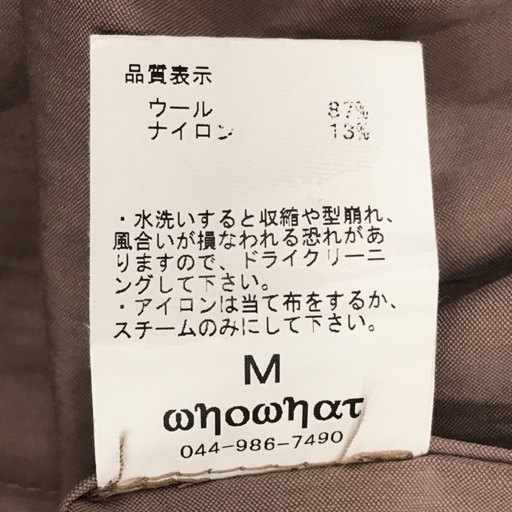 品質表示
ウール 87%
ナイロン 13%
・水洗いすると収縮や型崩れ、
風合いが損なわれる恐れがあ
りますので、ドライクリーニ
ングして下さい。
・アイロンは当て布をするか、
スチームのみにして下さい。
M
whowhat
044-986-7490